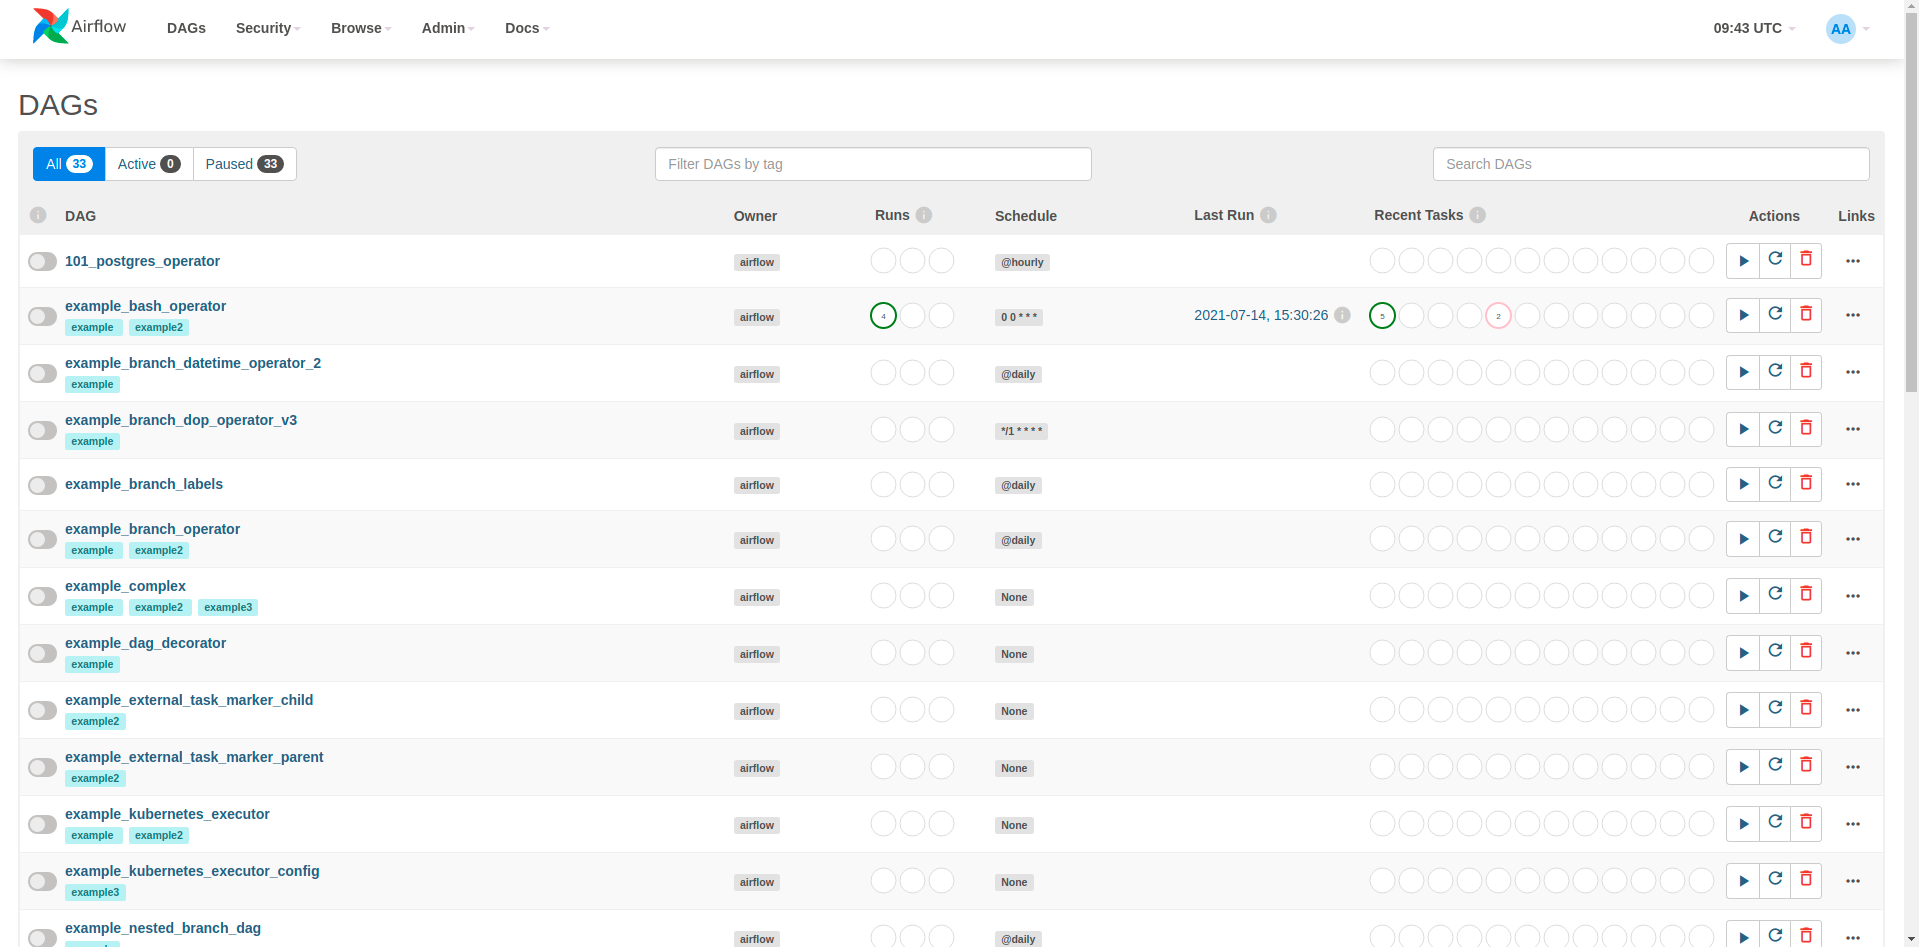 Airflow DAGs Security Browse Admin Docs 09:43 UTC AA
DAGs
All 33 Active 0 Paused 33 Filter DAGs by tag Search DAGs
DAG Owner Runs Schedule Last Run Recent Tasks Actions Links
101_postgres_operator airflow @hourly
example_bash_operator
example example2 airflow 4 0 0 * * * 2021-07-14, 15:30:26 5 2
example_branch_datetime_operator_2
example airflow @daily
example_branch_dop_operator_v3
example airflow */1 * * * *
example_branch_labels airflow @daily
example_branch_operator
example example2 airflow @daily
example_complex
example example2 example3 airflow None
example_dag_decorator
example airflow None
example_external_task_marker_child
example2 airflow None
example_external_task_marker_parent
example2 airflow None
example_kubernetes_executor
example example2 airflow None
example_kubernetes_executor_config
example3 airflow None
example_nested_branch_dag
airflow @daily